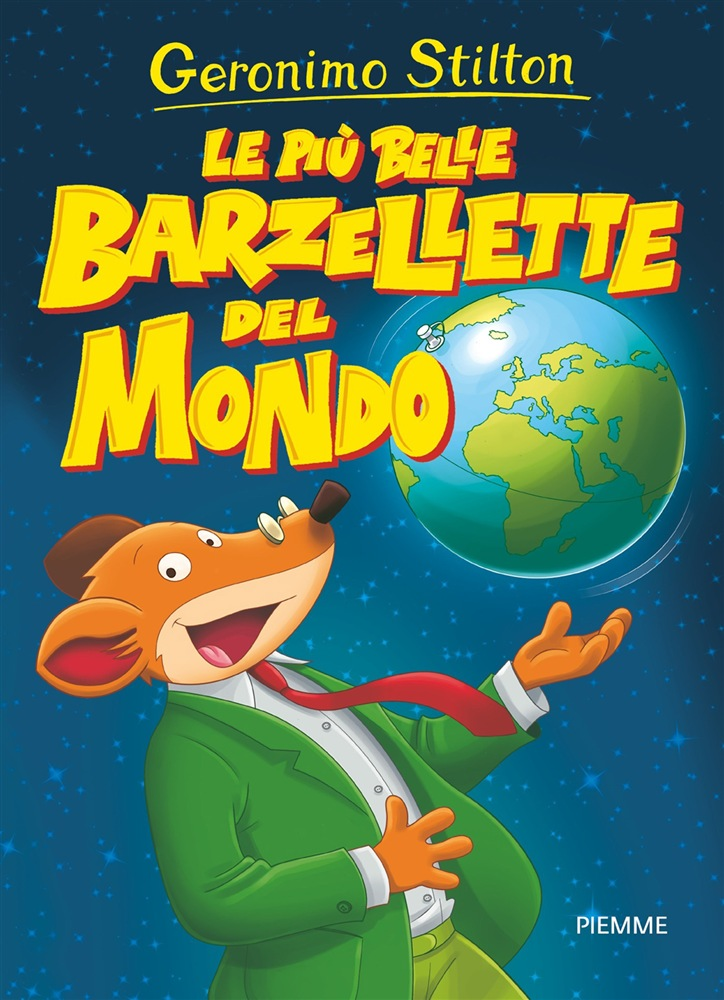 Geronimo Stilton
LE PIÙ BELLE
BARZELLETTE
DEL
MONDO
PIEMME